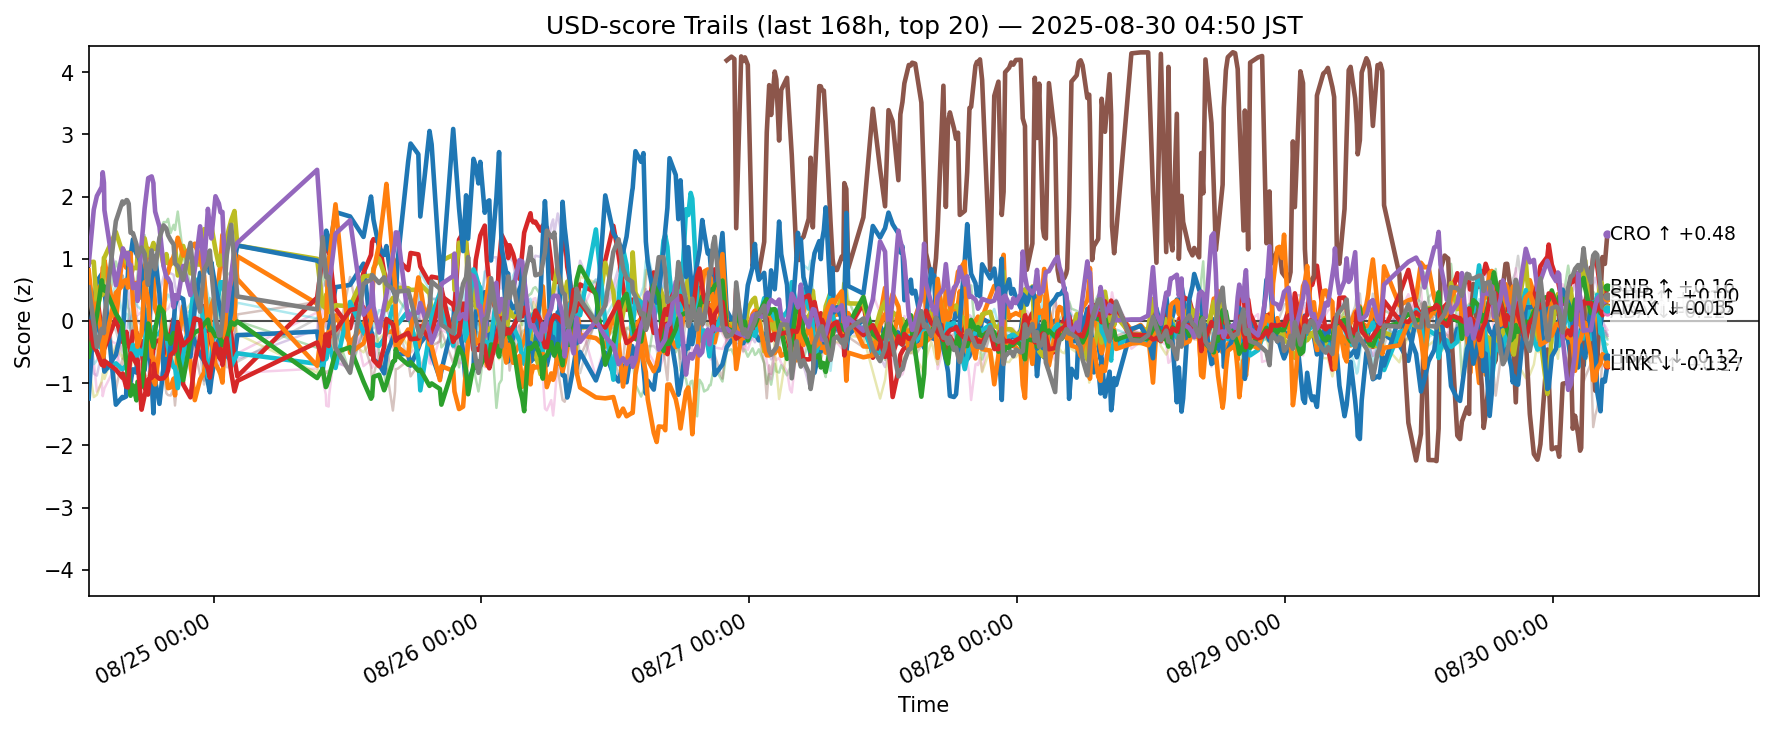 USD-score Trails (last 168h, top 20) — 2025-08-30 04:50 JST
4
3
2
1
0
−1
−2
−3
−4
Score (z)
CRO ↑ +0.48
BNB ↑ +0.16
SHIB ↑ +0.00
AVAX ↓ -0.15
LINK ↓
08/25 00:00
08/26 00:00
08/27 00:00
08/28 00:00
08/29 00:00
08/30 00:00
Time